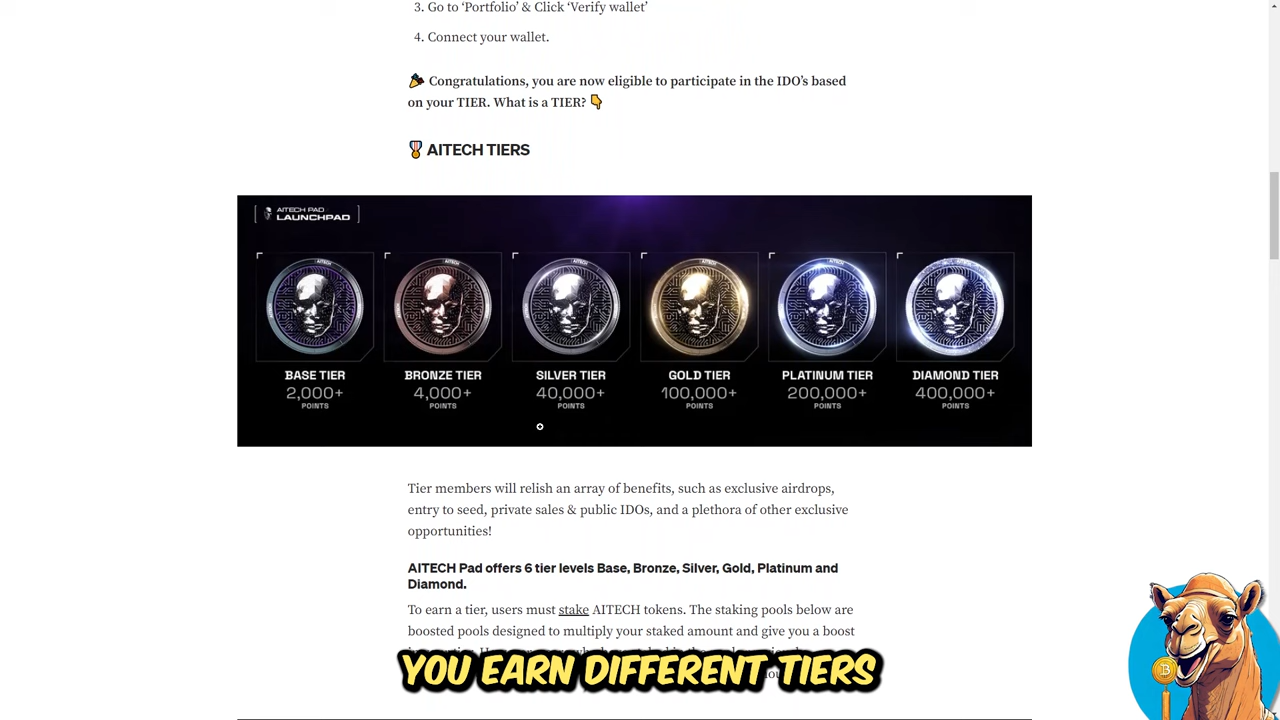 3. Go to ‘Portfolio’ & Click ‘Verify wallet’
4. Connect your wallet.
🎉 Congratulations, you are now eligible to participate in the IDO’s based
on your TIER. What is a TIER? 👇
🎖 AITECH TIERS
AITECH PAD
LAUNCHPAD
BASE TIER
2,000+
POINTS
BRONZE TIER
4,000+
POINTS
SILVER TIER
40,000+
POINTS
GOLD TIER
100,000+
POINTS
PLATINUM TIER
200,000+
POINTS
DIAMOND TIER
400,000+
POINTS
Tier members will relish an array of benefits, such as exclusive airdrops,
entry to seed, private sales & public IDOs, and a plethora of other exclusive
opportunities!
AITECH Pad offers 6 tier levels Base, Bronze, Silver, Gold, Platinum and
Diamond.
To earn a tier, users must stake AITECH tokens. The staking pools below are
boosted pools designed to multiply your staked amount and give you a boost
YOU EARN DIFFERENT TIERS